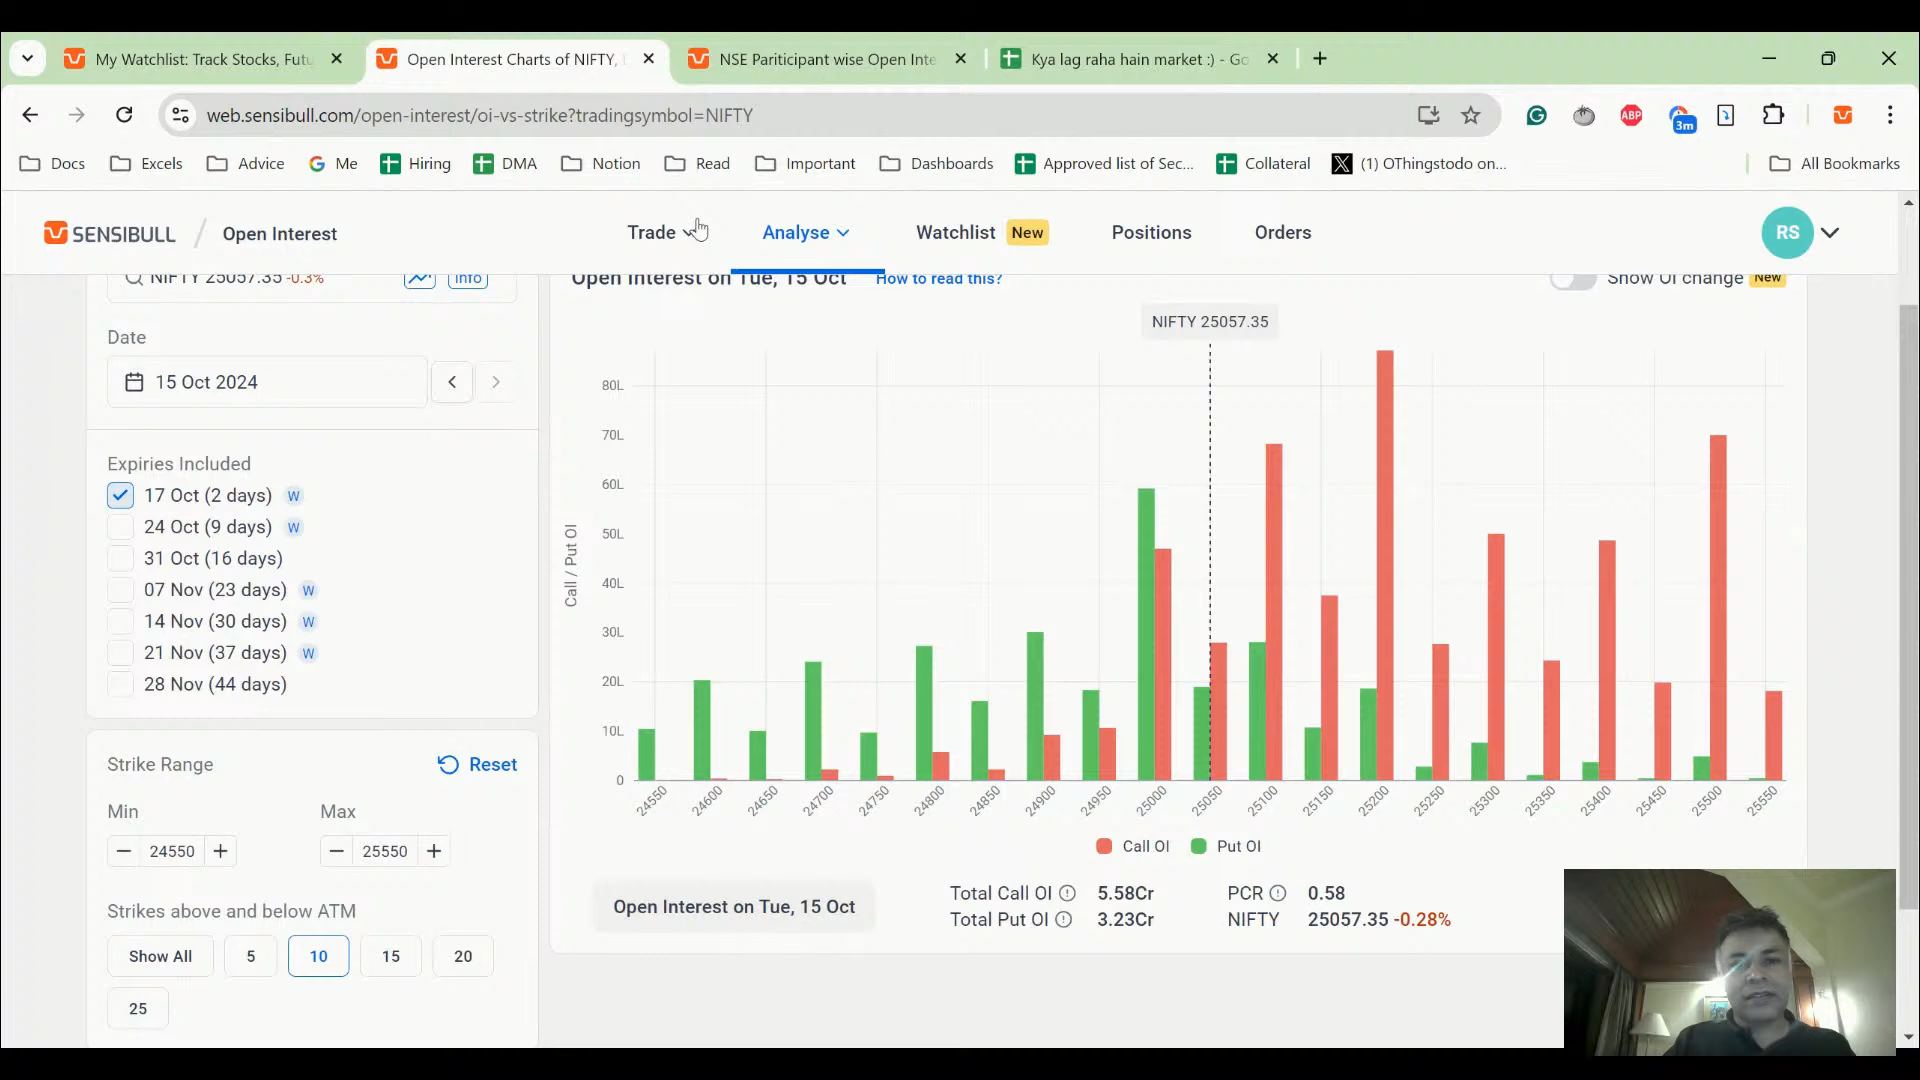 My Watchlist: Track Stocks, Futu
Open Interest Charts of NIFTY,
NSE Pariticipant wise Open Inte
Kya lag raha hain market :) - Go
web.sensibull.com/open-interest/oi-vs-strike?tradingsymbol=NIFTY
ABP
3m
Docs
Excels
Advice
Me
Hiring
DMA
Notion
Read
Important
Dashboards
Approved list of Sec...
Collateral
(1) OThingstodo on...
All Bookmarks
SENSIBULL / Open Interest
Trade
Analyse
Watchlist New
Positions
Orders
RS
NIFTY 25057.35 -0.3%
Info
Date
15 Oct 2024
Expiries Included
17 Oct (2 days) W
24 Oct (9 days) W
31 Oct (16 days)
07 Nov (23 days) W
14 Nov (30 days) W
21 Nov (37 days) W
28 Nov (44 days)
Strike Range
Reset
Min
Max
24550
25550
Strikes above and below ATM
Show All
5
10
15
20
25
Open Interest on Tue, 15 Oct
How to read this?
Show OI change New
NIFTY 25057.35
Call / Put OI
80L
70L
60L
50L
40L
30L
20L
10L
0
24550
24600
24650
24700
24750
24800
24850
24900
24950
25000
25050
25100
25150
25200
25250
25300
25350
25400
25450
25500
25550
Call OI
Put OI
Open Interest on Tue, 15 Oct
Total Call OI 5.58Cr
Total Put OI 3.23Cr
PCR 0.58
NIFTY 25057.35 -0.28%